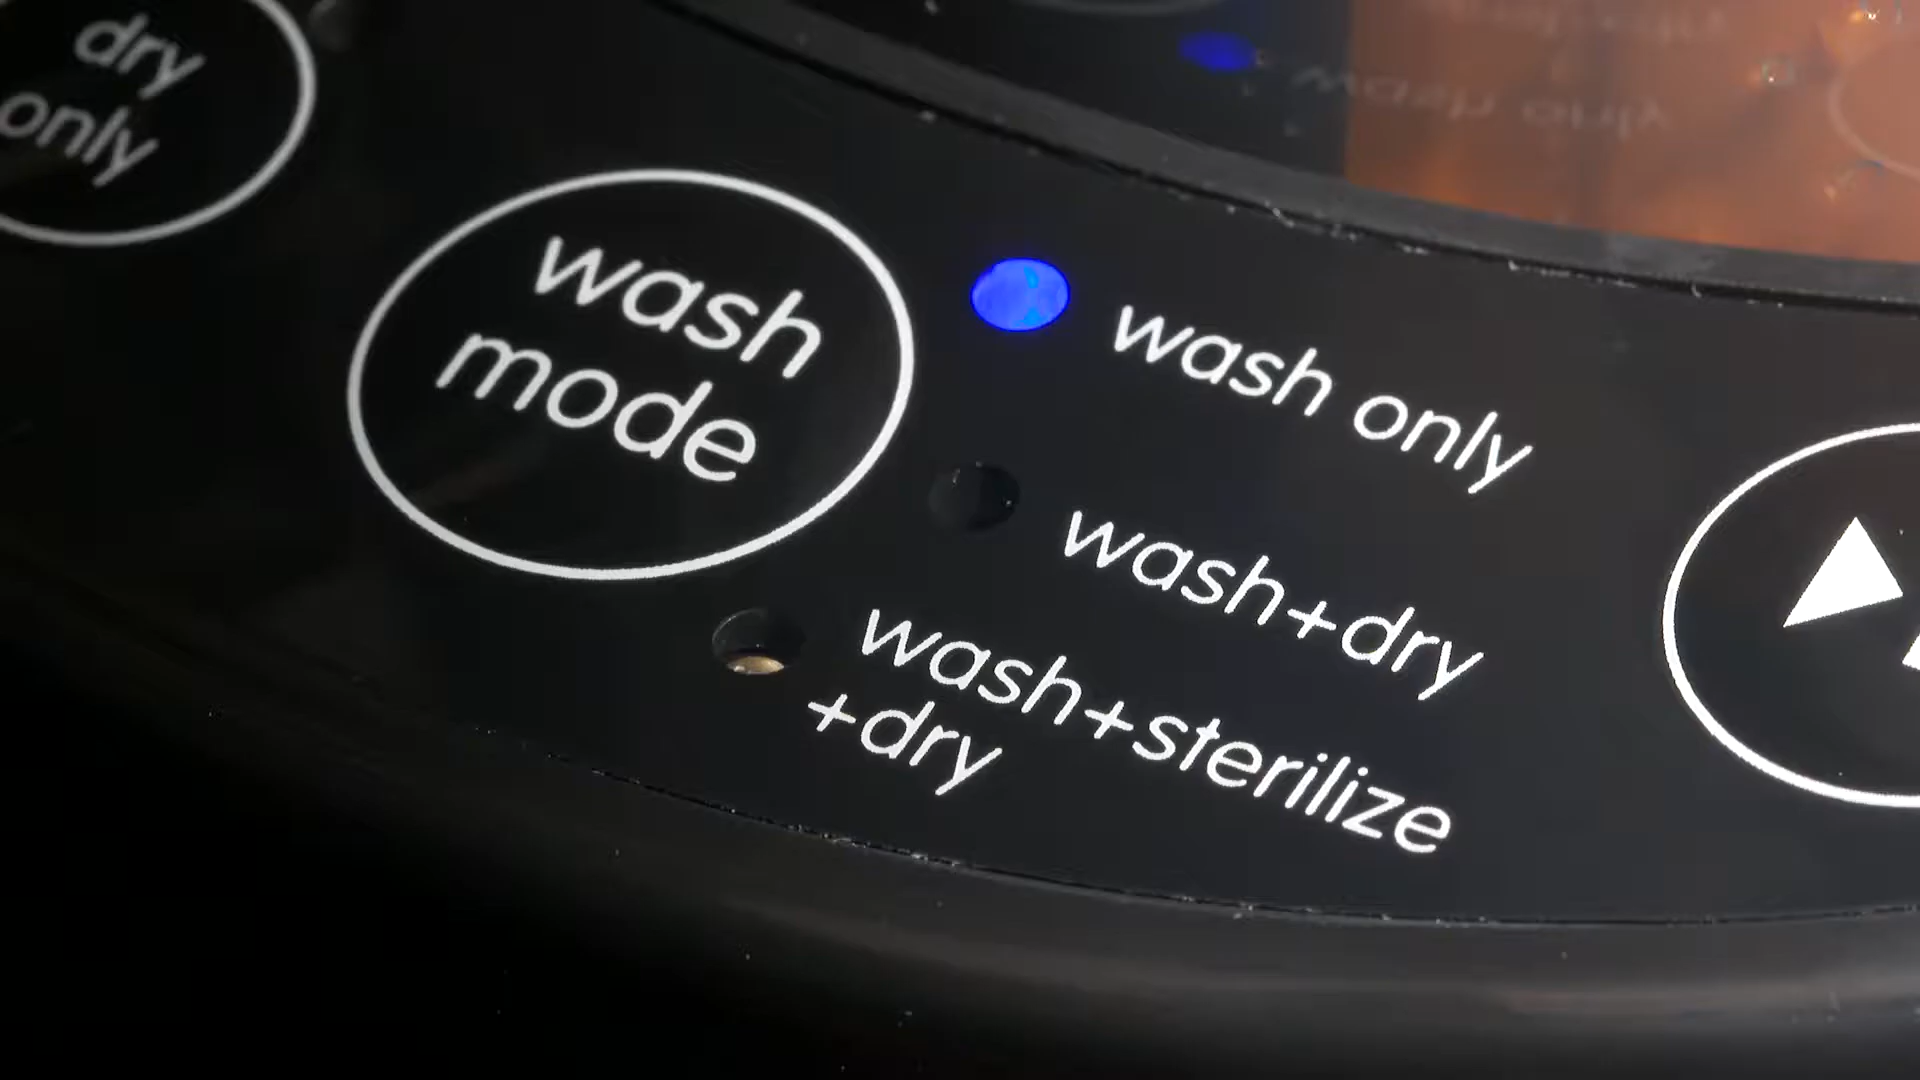 dry
only
wash
mode
wash only
wash+dry
wash+sterilize
+dry